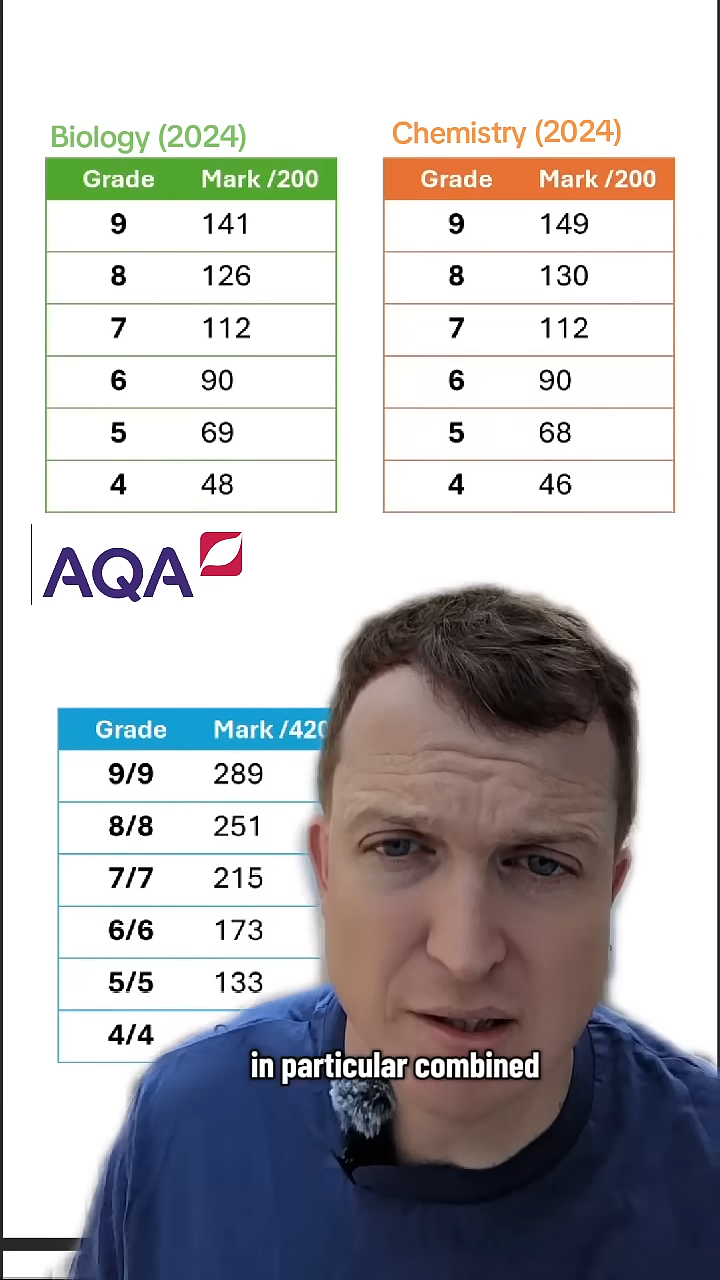 Biology (2024)
Grade Mark /200
9 141
8 126
7 112
6 90
5 69
4 48
Chemistry (2024)
Grade Mark /200
9 149
8 130
7 112
6 90
5 68
4 46
AQA
Grade Mark /420
9/9 289
8/8 251
7/7 215
6/6 173
5/5 133
4/4
in particular combined